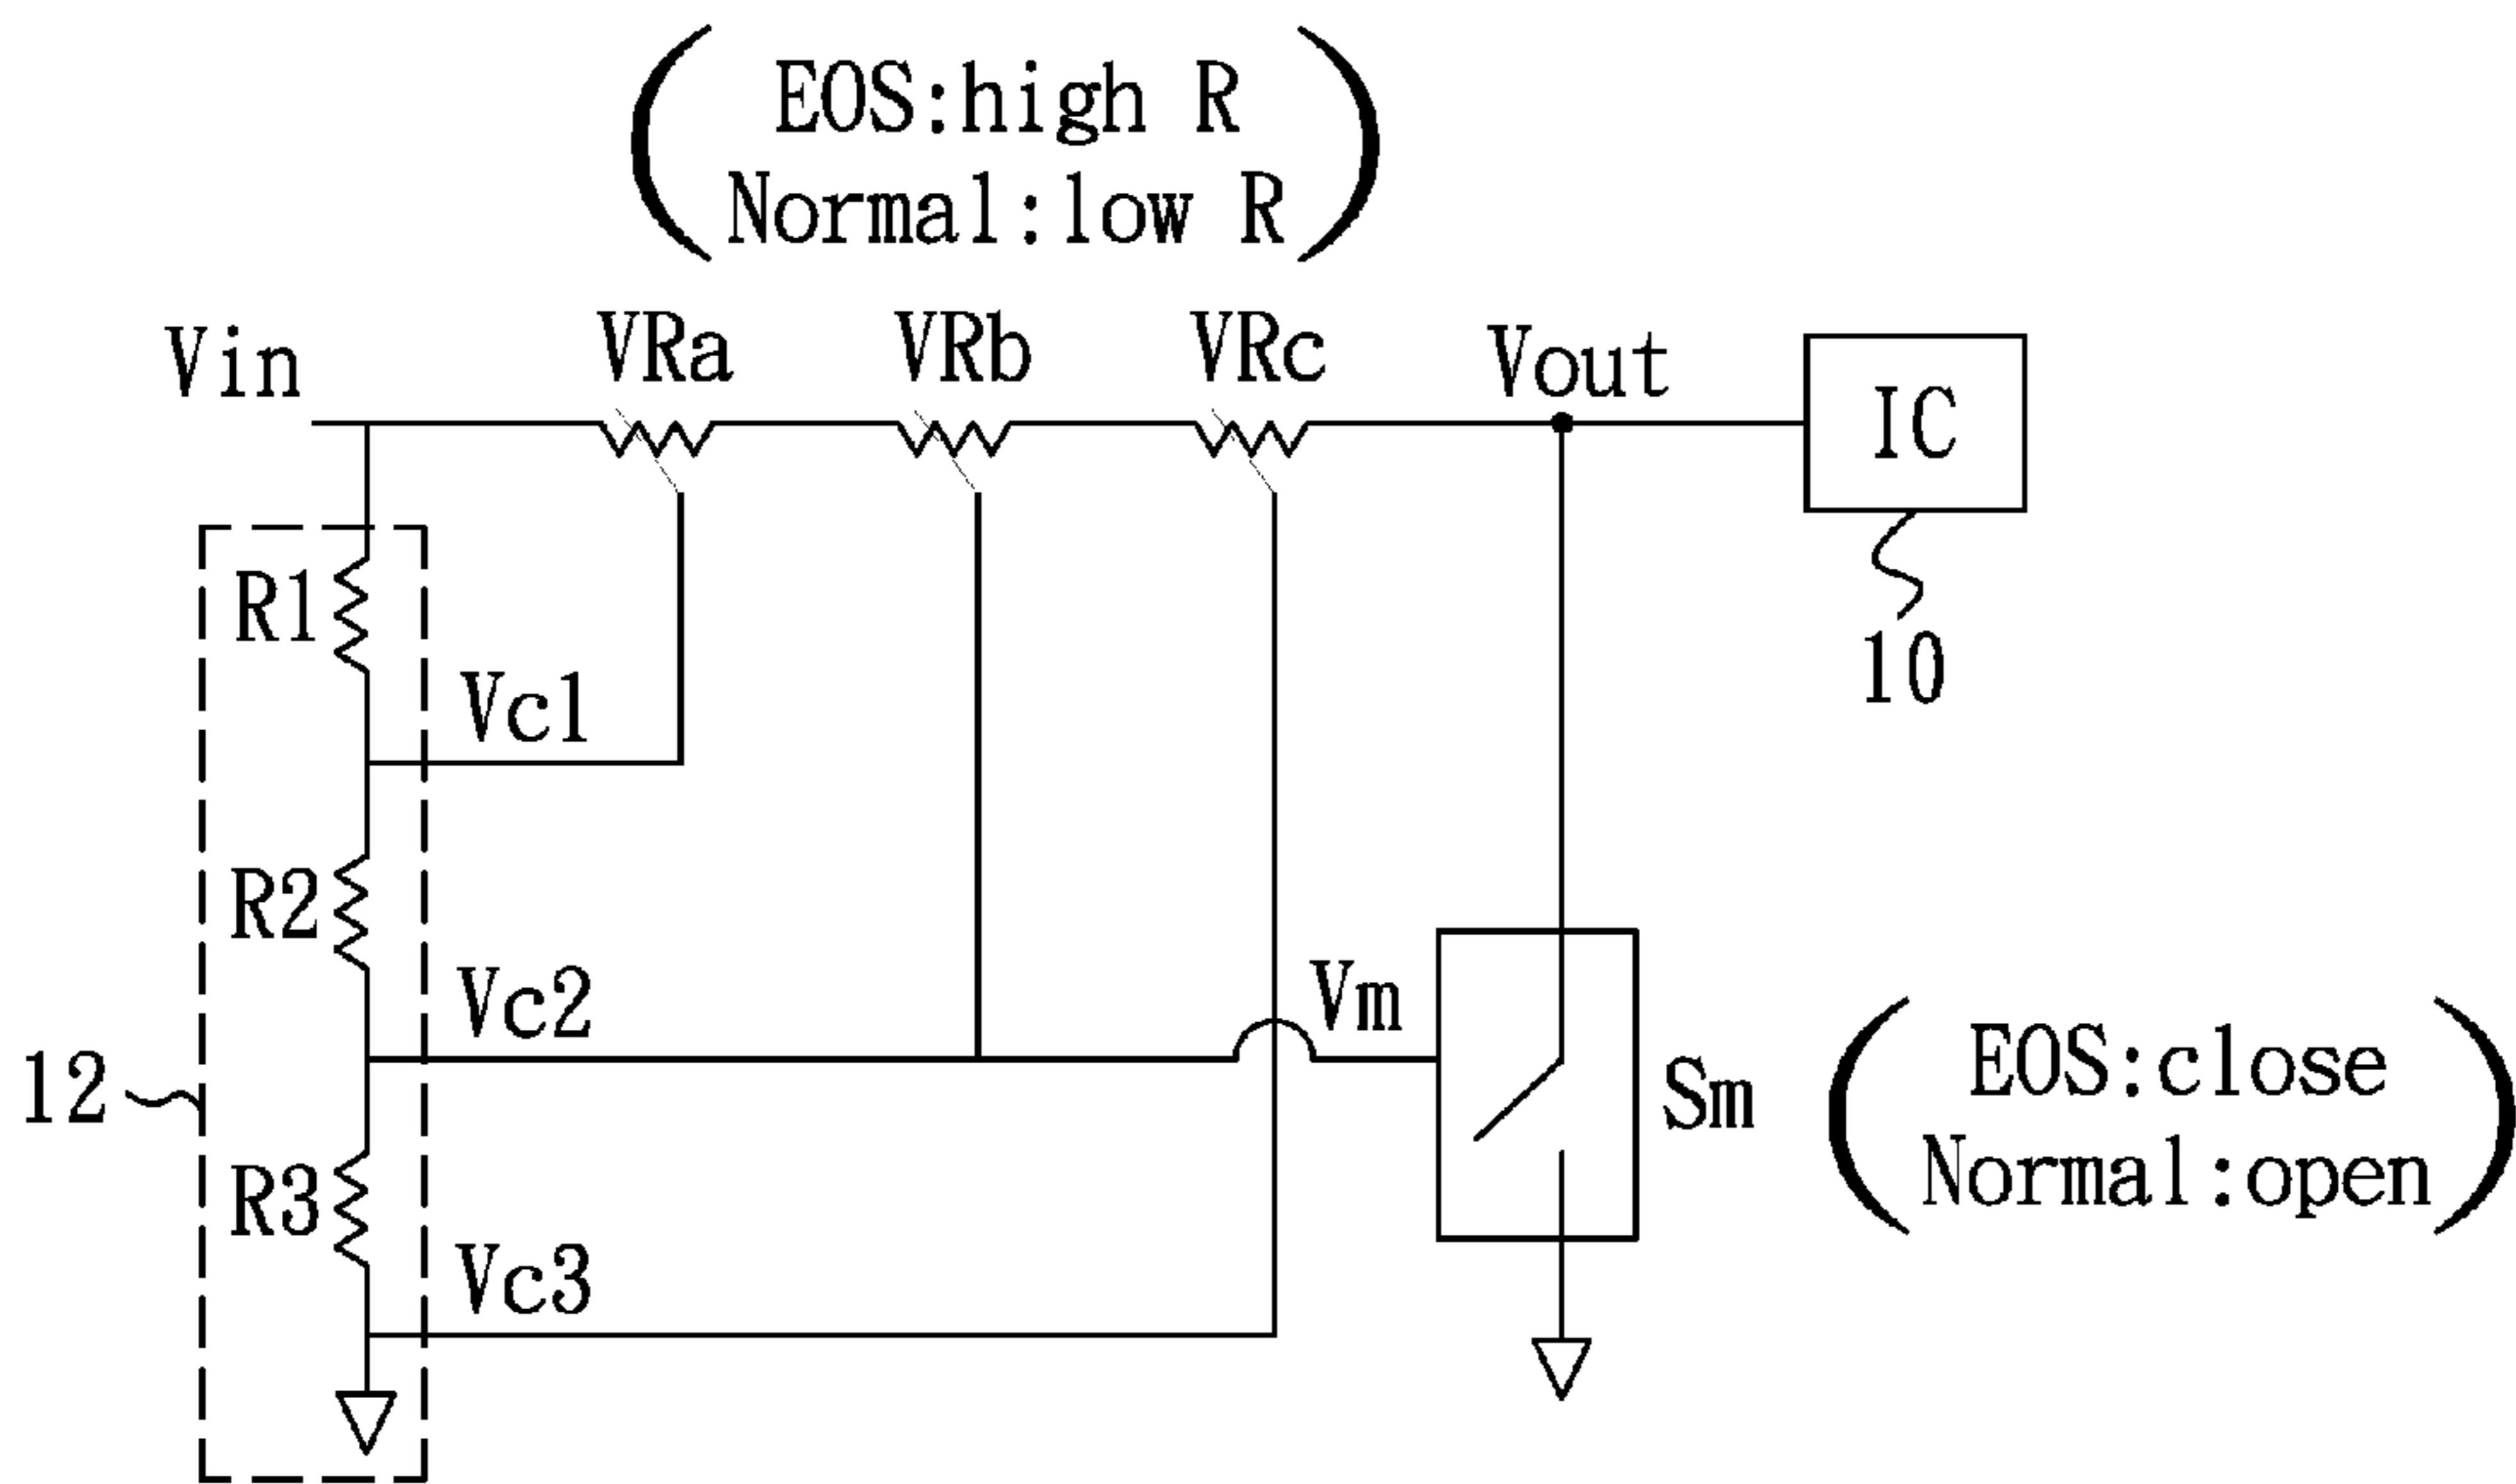 EOS:high R
Normal:low R
Vin
VRa
VRb
VRc
Vout
IC
10
R1
Vc1
R2
Vc2
Vm
12
Sm
EOS:close
Normal:open
R3
Vc3